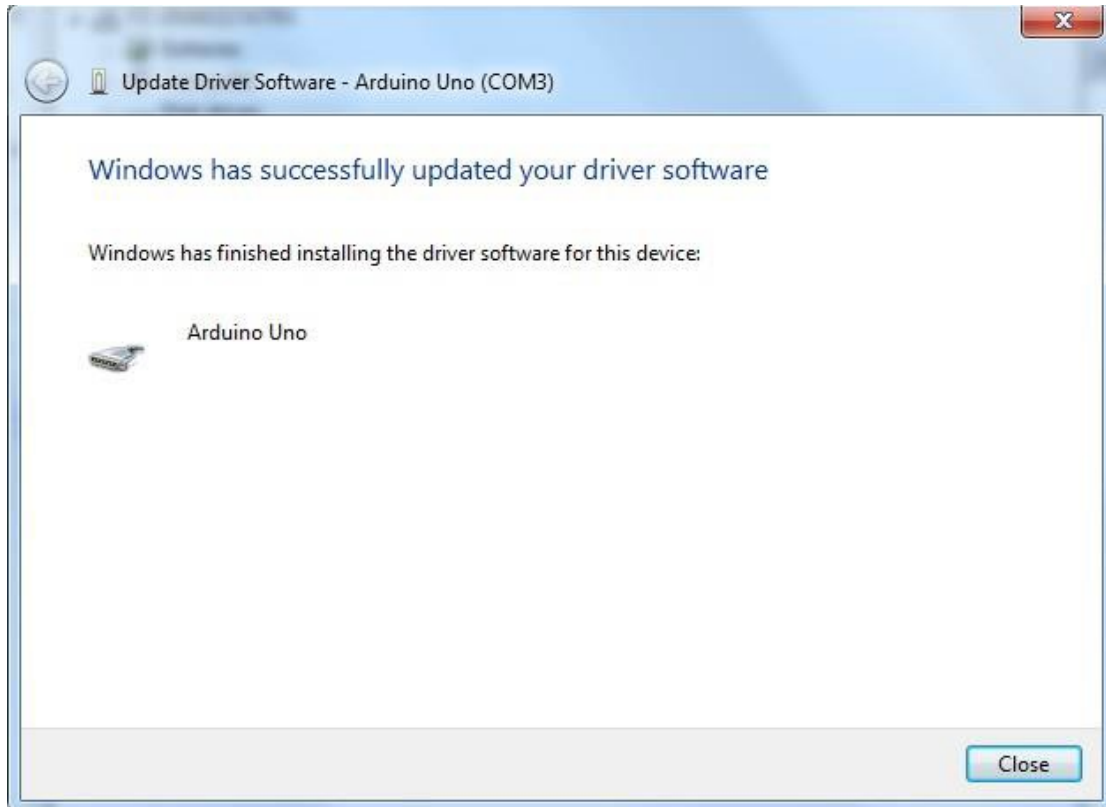 Update Driver Software - Arduino Uno (COM3)
Windows has successfully updated your driver software
Windows has finished installing the driver software for this device:
Arduino Uno
Close